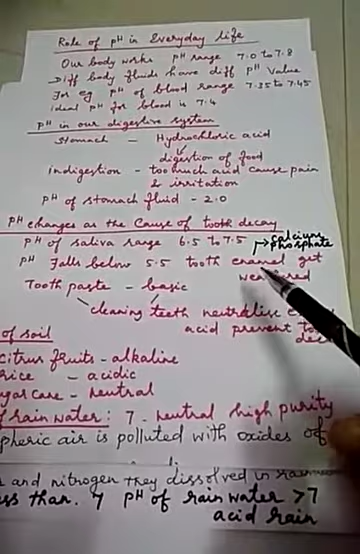 Role of pH in Everyday life
Our body works pH range 7.0 to 7.8
→ Diff body fluids have diff pH value
For eg pH of blood range 7.35 to 7.45
ideal pH for blood is 7.4
pH in our digestive system
Stomach - Hydrochloric acid
digestion of food
indigestion - too much acid cause pain
& irritation
pH of stomach fluid - 2.0
pH changes as the Cause of tooth decay
pH of saliva range 6.5 to 7.5 → calcium phosphate
pH Falls below 5.5 tooth enamel get
Tooth paste - basic
cleaning teeth neutralise
acid prevent
of soil
citrus fruits - alkaline
rice - acidic
gar cane - neutral
f rain water: 7 - neutral high purity
pheric air is polluted with oxides of
and nitrogen they dissolved in rain
ess than. 7 pH of rain water >7
acid rain